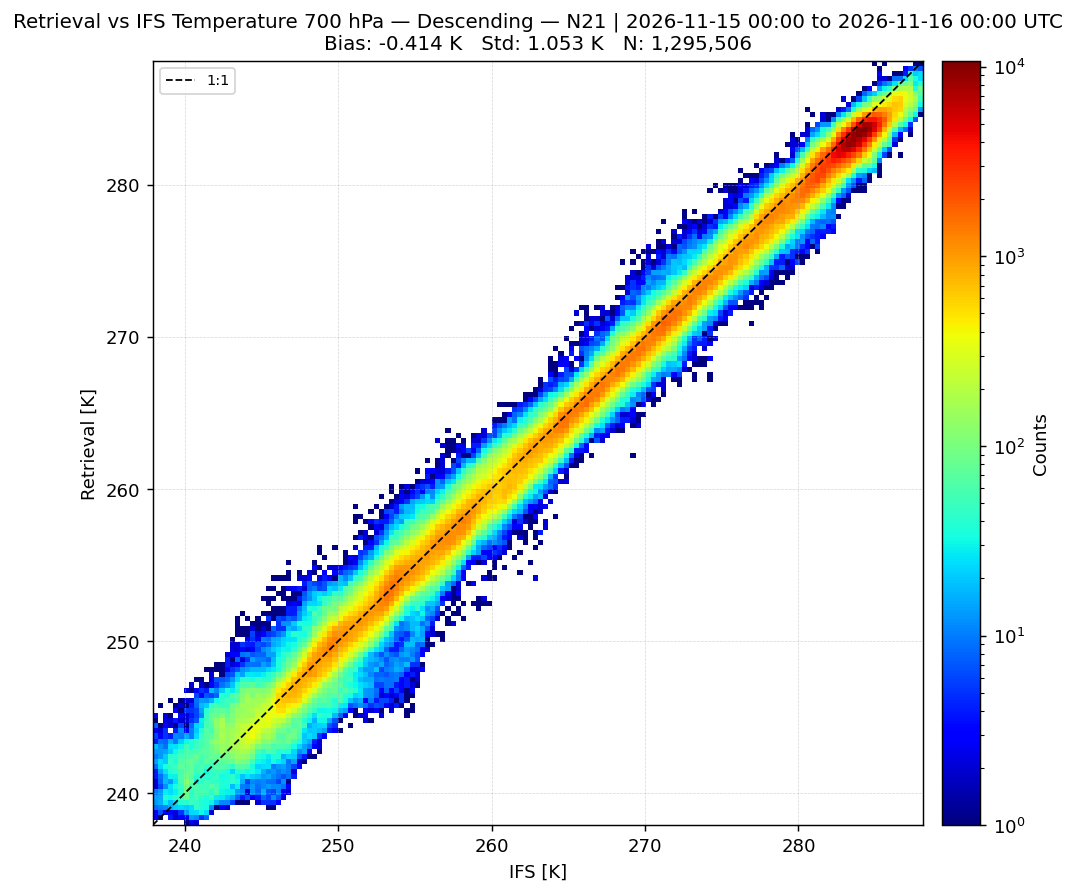 Retrieval vs IFS Temperature 700 hPa — Descending — N21 | 2026-11-15 00:00 to 2026-11-16 00:00 UTC
Bias: -0.414 K   Std: 1.053 K   N: 1,295,506
1:1
Retrieval [K]
280
270
260
250
240
240 250 260 270 280
IFS [K]
10⁴
10³
10²
10¹
10⁰
Counts